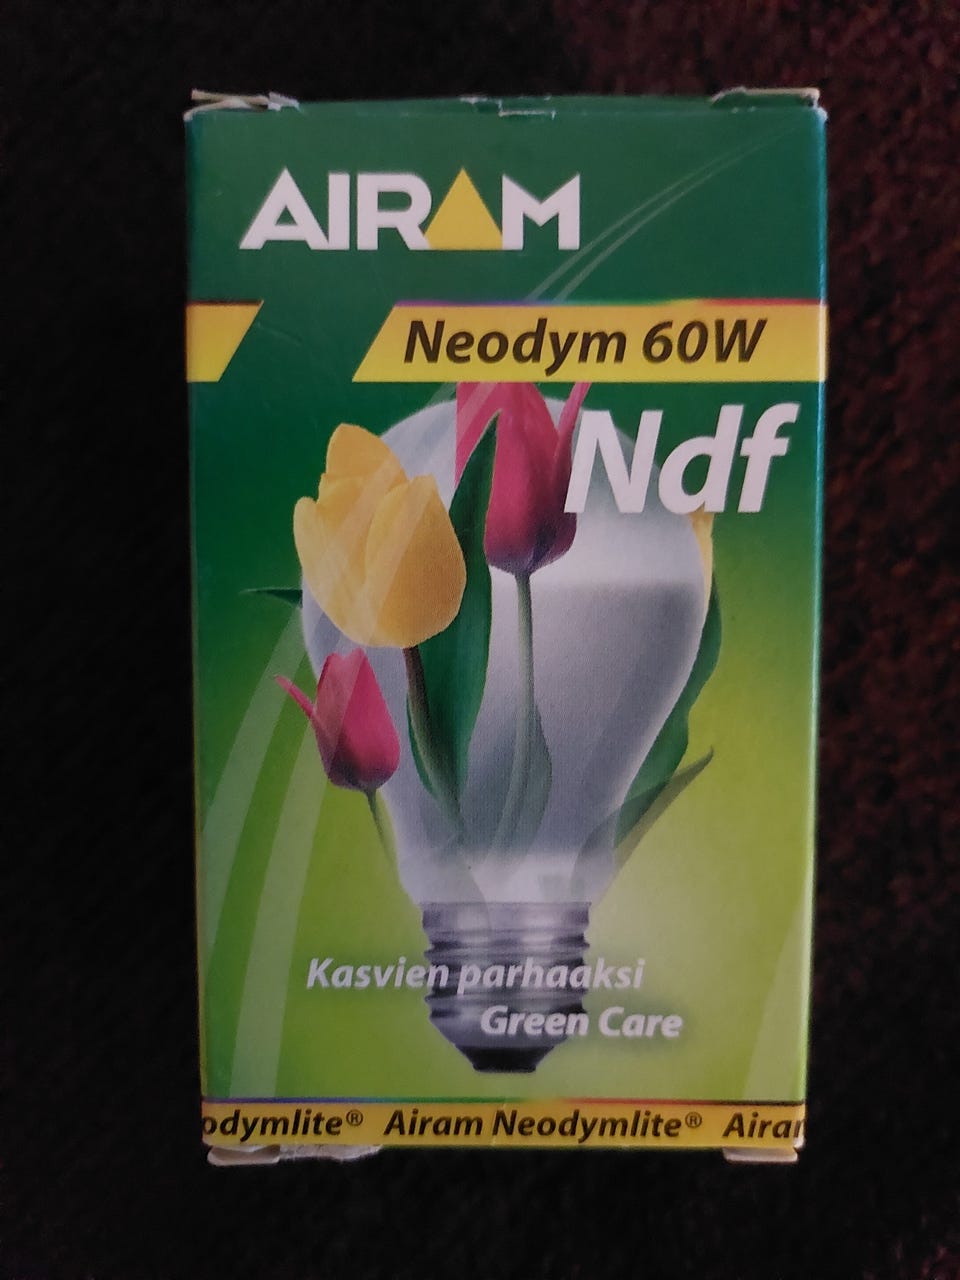 AIRAM
Neodym 60W
Ndf
Kasvien parhaaksi
Green Care
odymlite® Airam Neodymlite® Airam